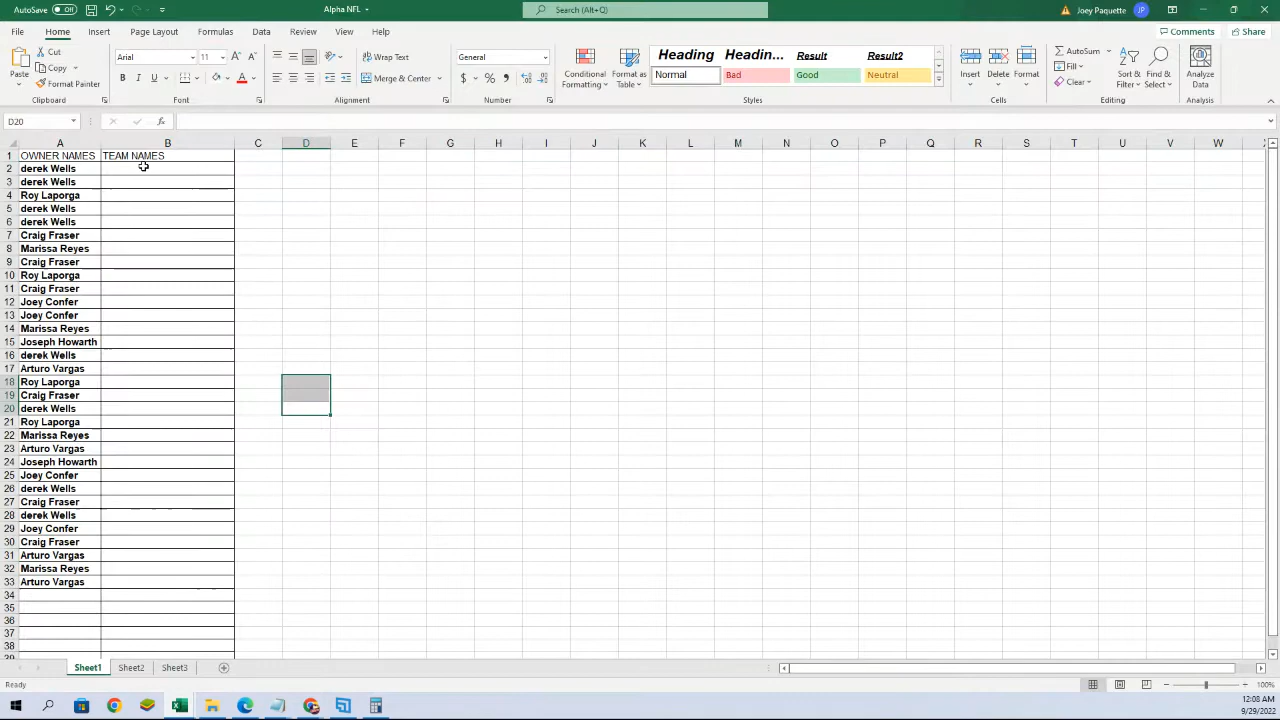 AutoSave Off
Alpha NFL
Search (Alt+Q)
Joey Paquette JP
File Home Insert Page Layout Formulas Data Review View Help
Comments Share
Paste
Cut
Copy
Format Painter
Clipboard
Arial 11
B I U
Font
Wrap Text
Merge & Center
Alignment
General
$ % 
Number
Conditional Formatting
Format as Table
Heading Headin... Result Result2
Normal Bad Good Neutral
Styles
Insert Delete Format
Cells
AutoSum
Fill
Clear
Sort & Filter
Find & Select
Editing
Analyze Data
Analysis
D20 fx
A B C D E F G H I J K L M N O P Q R S T U V W
1 OWNER NAMES TEAM NAMES
2 derek Wells
3 derek Wells
4 Roy Laporga
5 derek Wells
6 derek Wells
7 Craig Fraser
8 Marissa Reyes
9 Craig Fraser
10 Roy Laporga
11 Craig Fraser
12 Joey Confer
13 Joey Confer
14 Marissa Reyes
15 Joseph Howarth
16 derek Wells
17 Arturo Vargas
18 Roy Laporga
19 Craig Fraser
20 derek Wells
21 Roy Laporga
22 Marissa Reyes
23 Arturo Vargas
24 Joseph Howarth
25 Joey Confer
26 derek Wells
27 Craig Fraser
28 derek Wells
29 Joey Confer
30 Craig Fraser
31 Arturo Vargas
32 Marissa Reyes
33 Arturo Vargas
34
35
36
37
38
39
Sheet1 Sheet2 Sheet3
Ready
100%
12:08 AM
9/29/2022